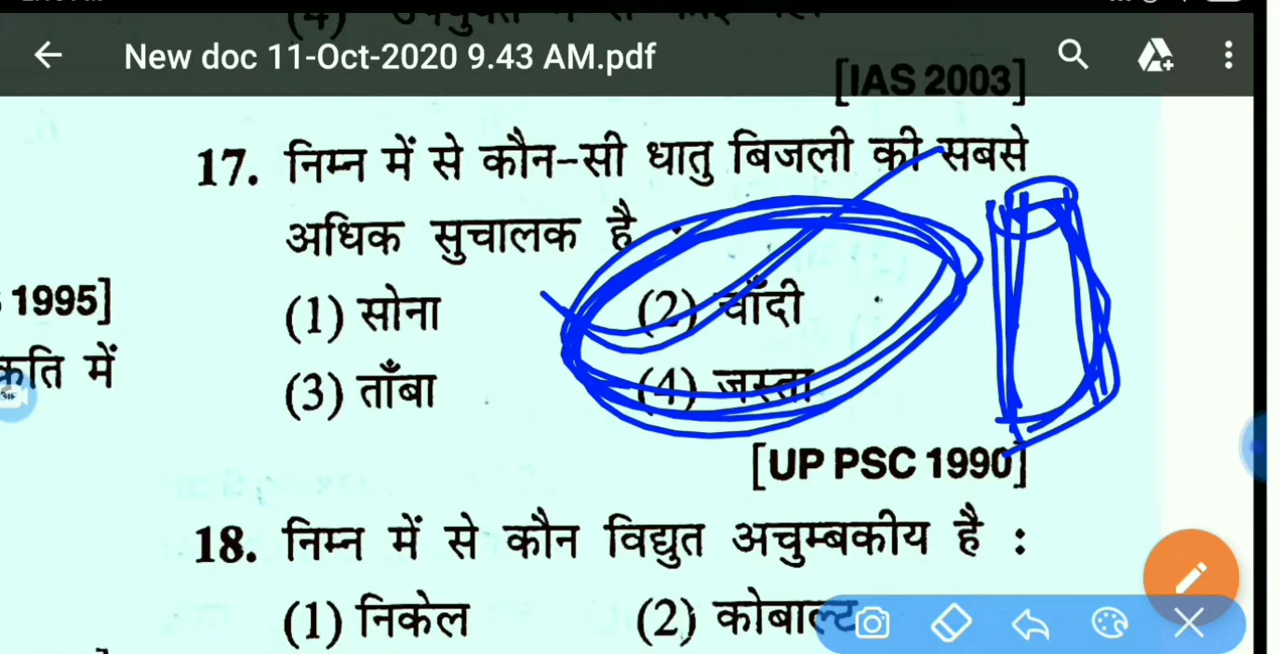 New doc 11-Oct-2020 9.43 AM.pdf
[IAS 2003]
17. निम्न में से कौन-सी धातु बिजली की सबसे
अधिक सुचालक है :
(1) सोना (2) चाँदी
(3) ताँबा (4) जस्ता
[UP PSC 1990]
18. निम्न में से कौन विद्युत अचुम्बकीय है :
(1) निकेल (2) कोबाल्ट
1995]
में